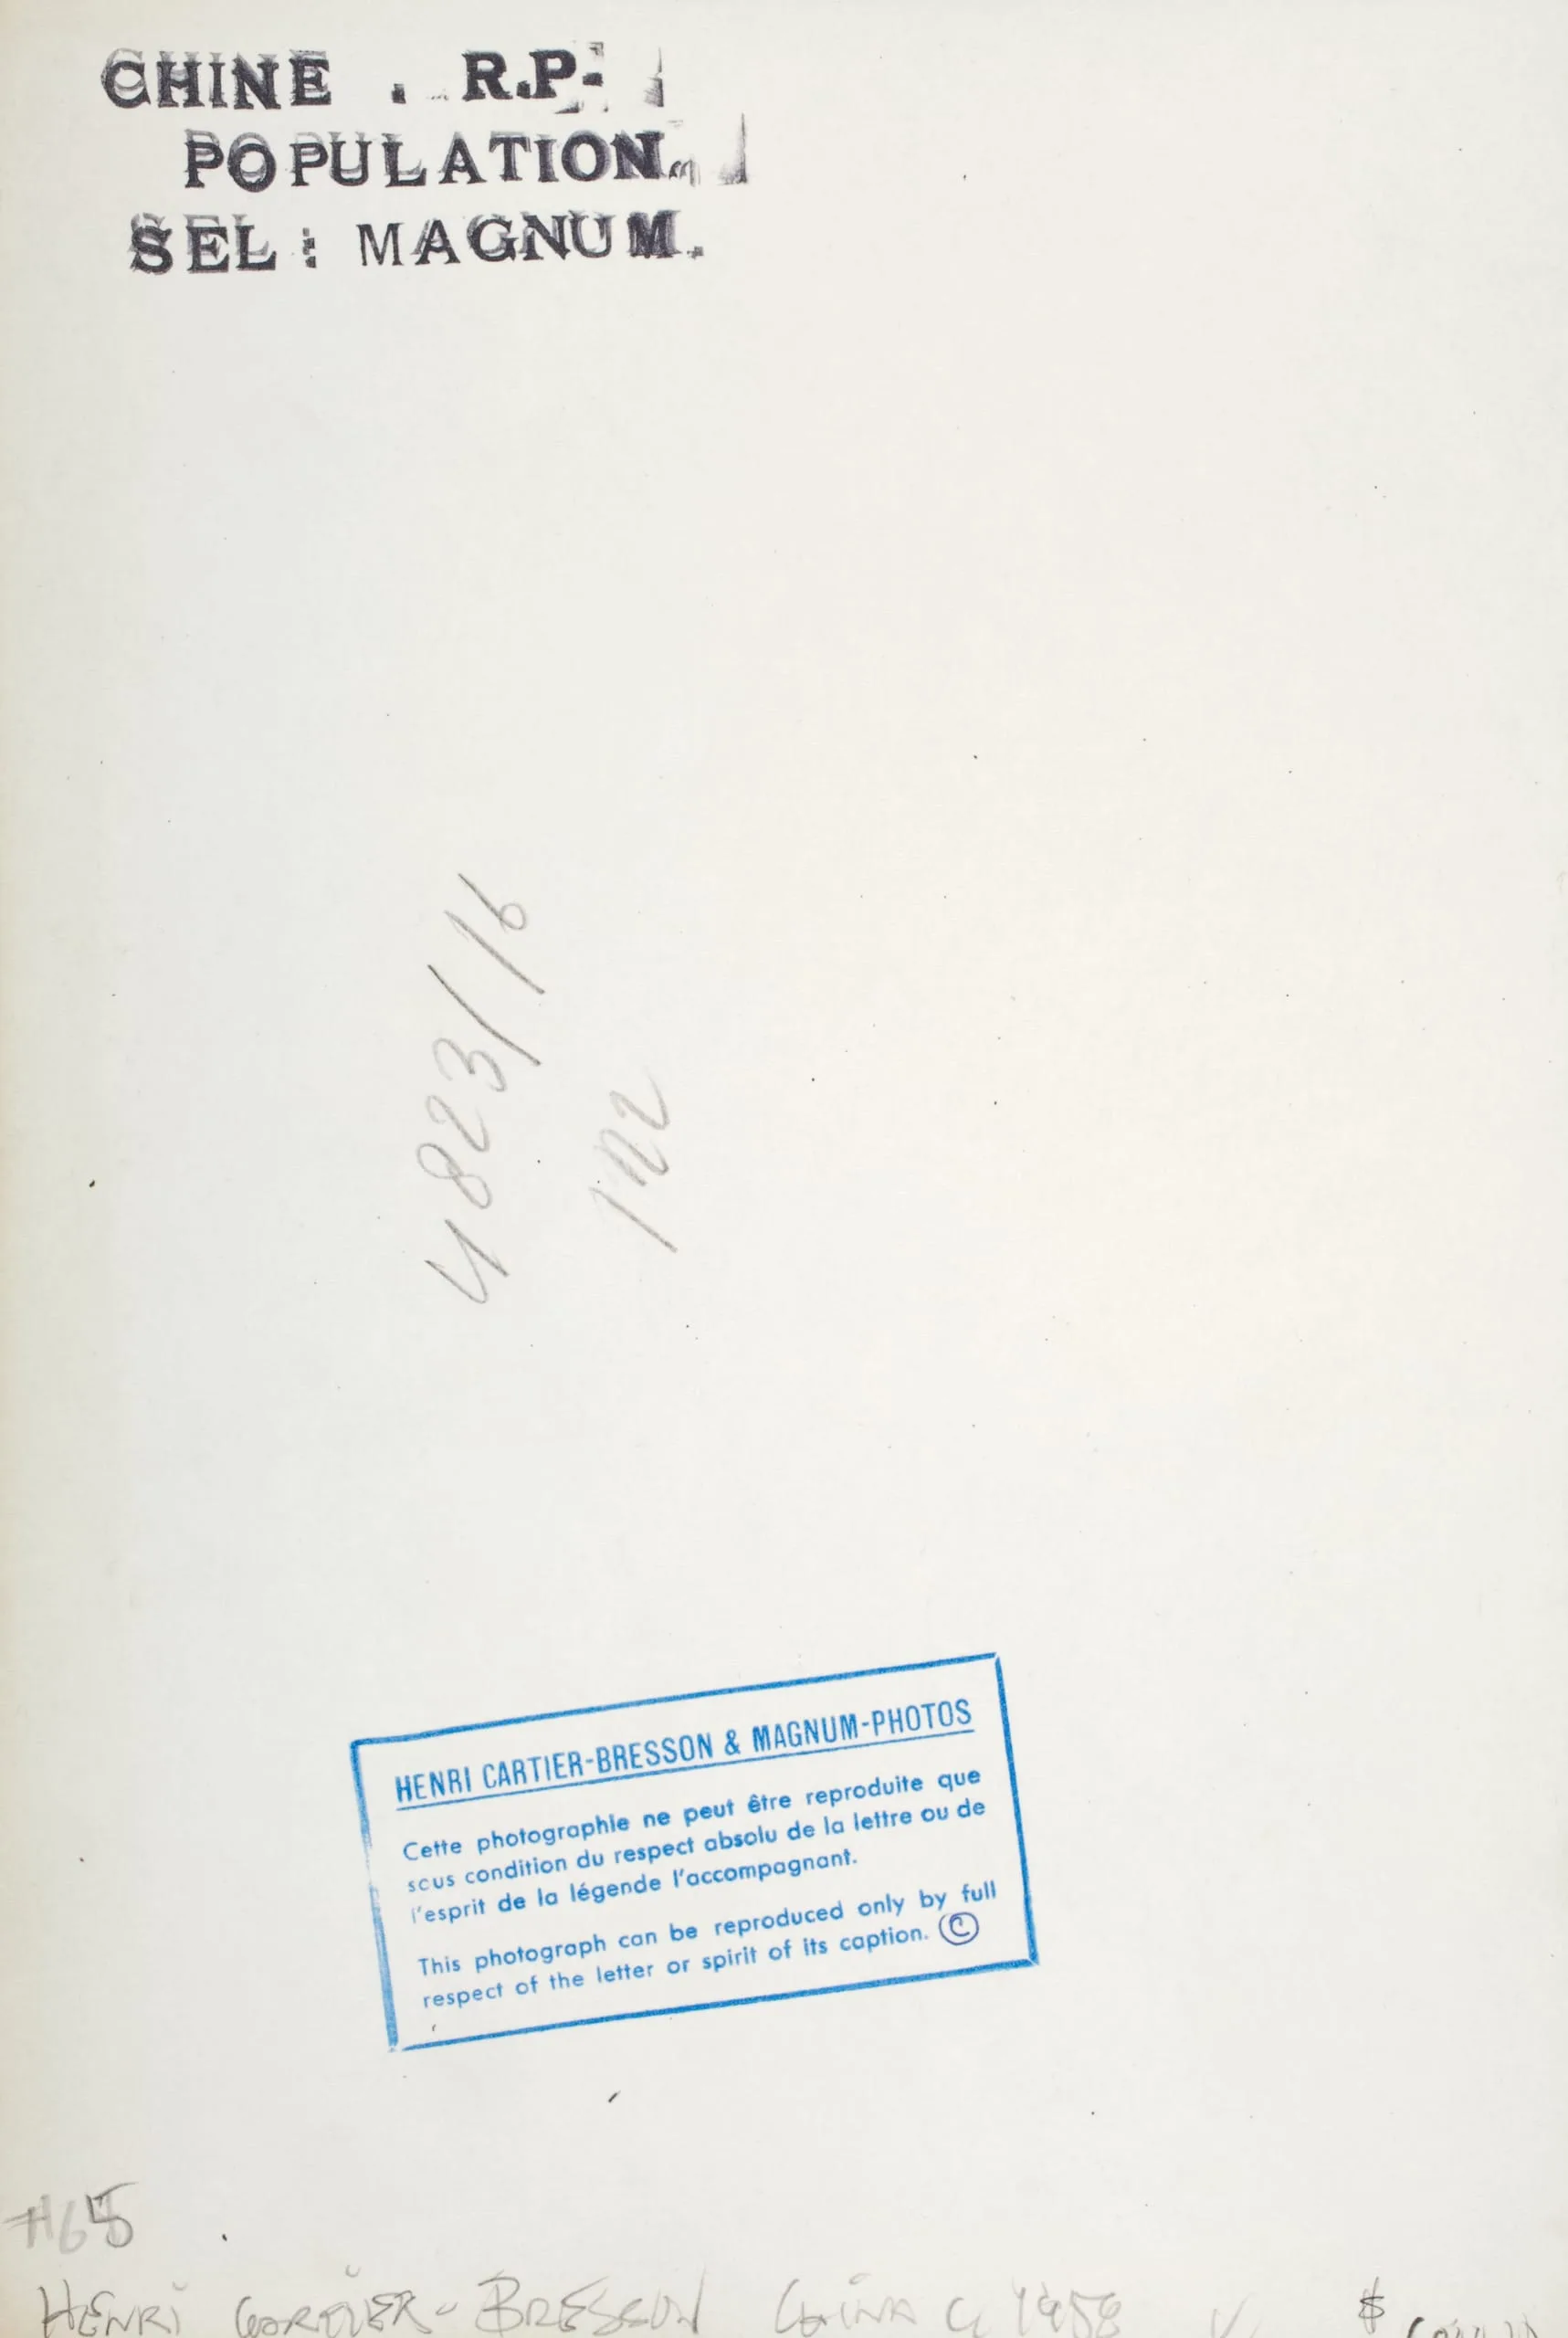 CHINE . R.P.
POPULATION.
SEL : MAGNUM.
4823/16
HENRI CARTIER-BRESSON & MAGNUM-PHOTOS
Cette photographie ne peut être reproduite que
sous condition du respect absolu de la lettre ou de
l'esprit de la légende l'accompagnant.
This photograph can be reproduced only by full
respect of the letter or spirit of its caption. ©
#65
HENRI CARTIER-BRESSON China C 1958 $